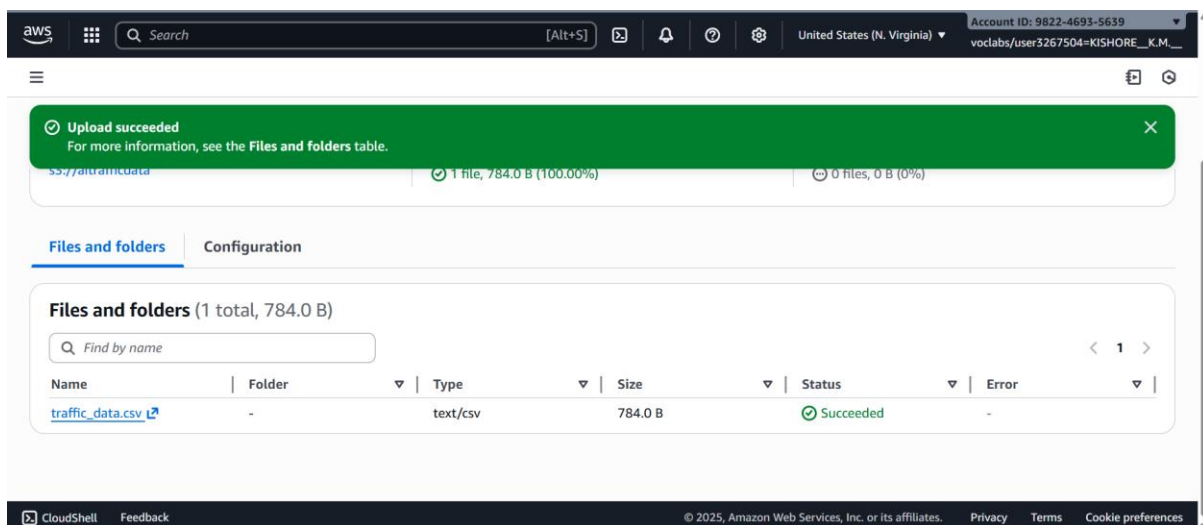 aws
Search [Alt+S] United States (N. Virginia) Account ID: 9822-4693-5639
voclabs/user3267504=KISHORE__K.M.__
Upload succeeded
For more information, see the Files and folders table.
1 file, 784.0 B (100.00%) 0 files, 0 B (0%)
Files and folders Configuration
Files and folders (1 total, 784.0 B)
Find by name 1
Name Folder Type Size Status Error
traffic_data.csv - text/csv 784.0 B Succeeded -
CloudShell Feedback © 2025, Amazon Web Services, Inc. or its affiliates. Privacy Terms Cookie preferences